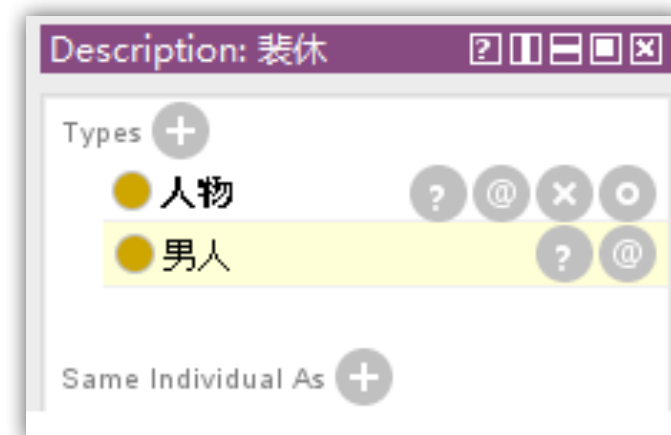 Description: 裴休
Types
人物
男人
Same Individual As